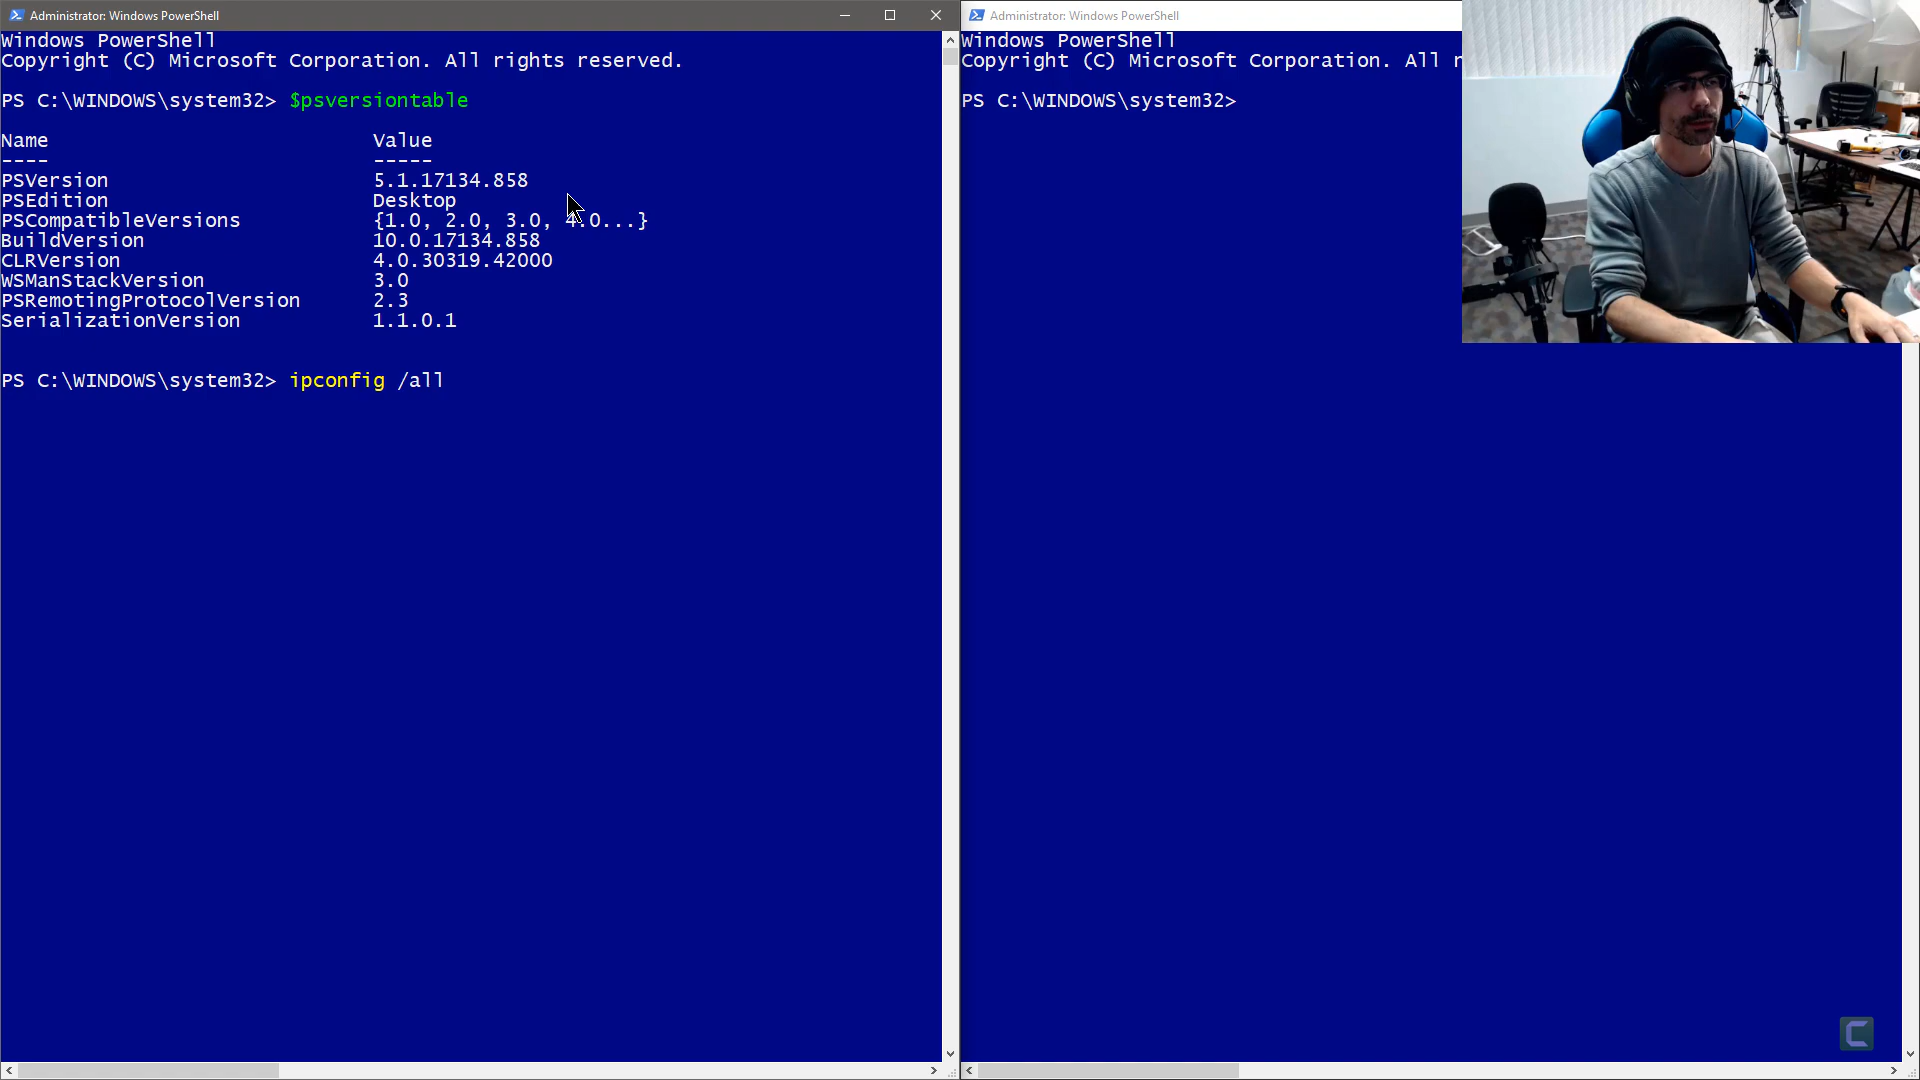 Administrator: Windows PowerShell
Windows PowerShell
Copyright (C) Microsoft Corporation. All rights reserved.
PS C:\WINDOWS\system32> $psversiontable
Name Value
---- -----
PSVersion 5.1.17134.858
PSEdition Desktop
PSCompatibleVersions {1.0, 2.0, 3.0, 4.0...}
BuildVersion 10.0.17134.858
CLRVersion 4.0.30319.42000
WSManStackVersion 3.0
PSRemotingProtocolVersion 2.3
SerializationVersion 1.1.0.1
PS C:\WINDOWS\system32> ipconfig /all
Administrator: Windows PowerShell
Windows PowerShell
Copyright (C) Microsoft Corporation. All r
PS C:\WINDOWS\system32>